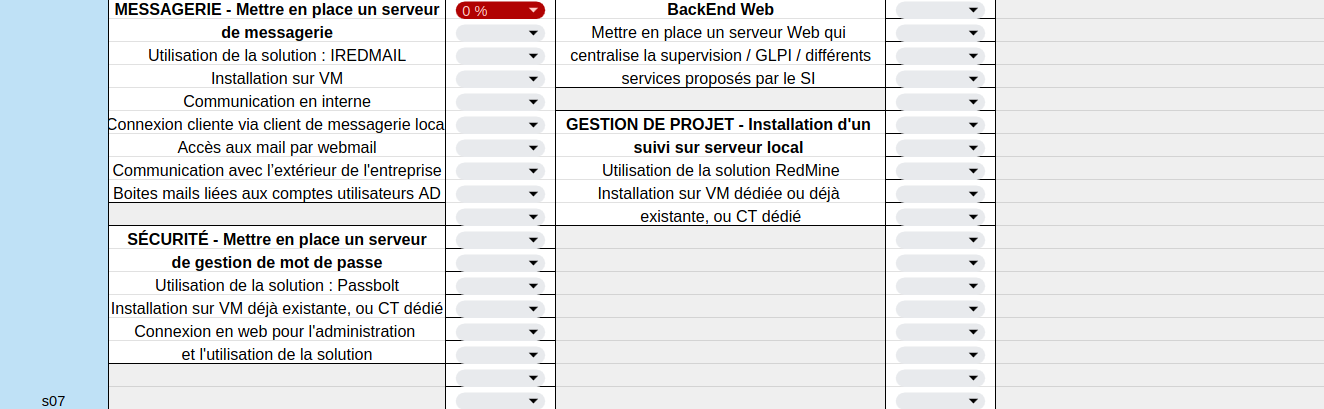 MESSAGERIE - Mettre en place un serveur
de messagerie
Utilisation de la solution : IREDMAIL
Installation sur VM
Communication en interne
Connexion cliente via client de messagerie loca
Accès aux mail par webmail
Communication avec l'extérieur de l'entreprise
Boites mails liées aux comptes utilisateurs AD
0 %
SÉCURITÉ - Mettre en place un serveur
de gestion de mot de passe
Utilisation de la solution : Passbolt
Installation sur VM déjà existante, ou CT dédié
Connexion en web pour l'administration
et l'utilisation de la solution
BackEnd Web
Mettre en place un serveur Web qui
centralise la supervision / GLPI / différents
services proposés par le SI
GESTION DE PROJET - Installation d'un
suivi sur serveur local
Utilisation de la solution RedMine
Installation sur VM dédiée ou déjà
existante, ou CT dédié
s07